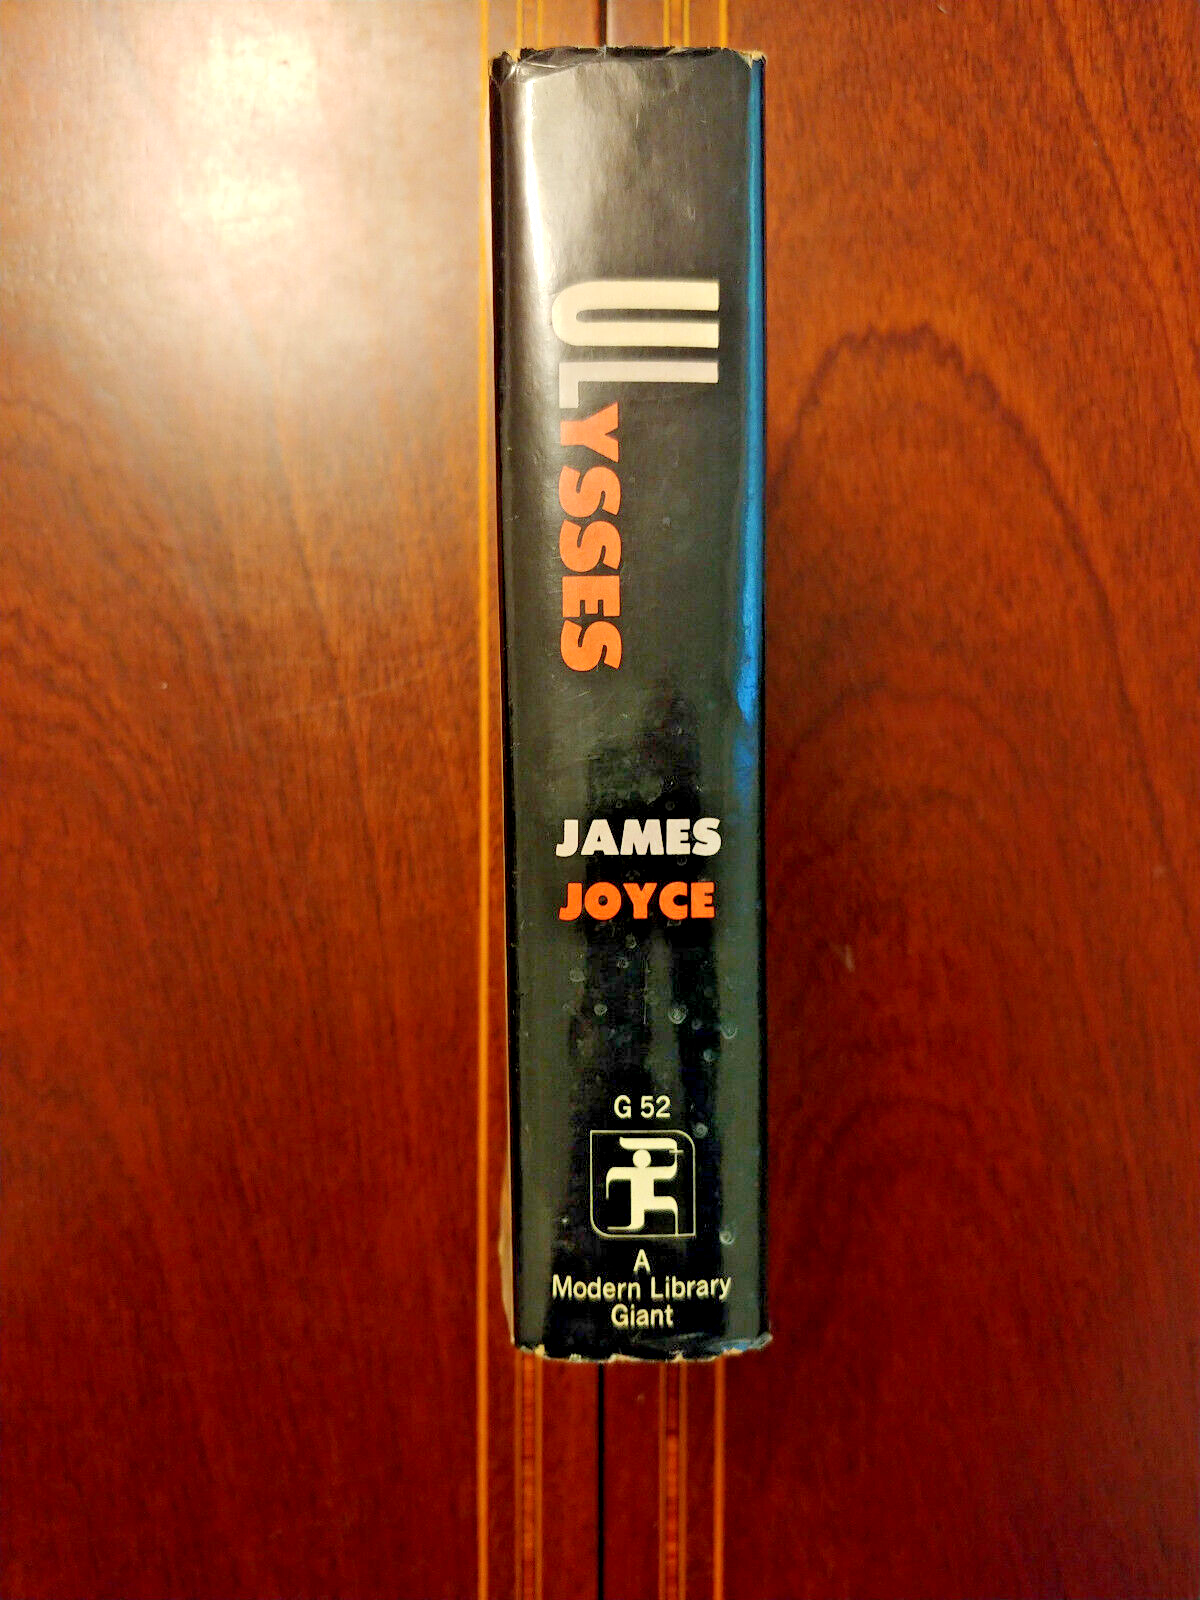 ULYSSES
JAMES
JOYCE
G 52
A
Modern Library
Giant